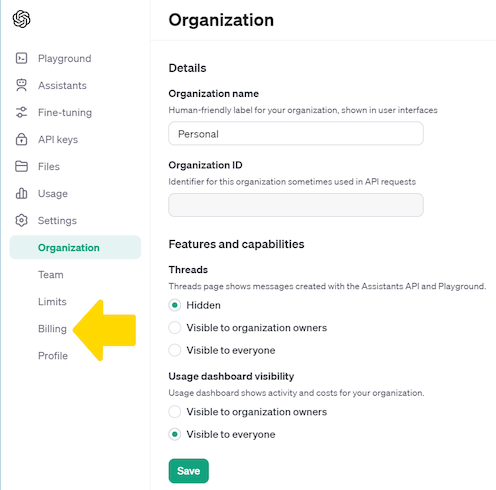 Organization
Playground
Assistants
Fine-tuning
API keys
Files
Usage
Settings
Organization
Team
Limits
Billing
Profile
Details
Organization name
Human-friendly label for your organization, shown in user interfaces
Personal
Organization ID
Identifier for this organization sometimes used in API requests
Features and capabilities
Threads
Threads page shows messages created with the Assistants API and Playground.
Hidden
Visible to organization owners
Visible to everyone
Usage dashboard visibility
Usage dashboard shows activity and costs for your organization.
Visible to organization owners
Visible to everyone
Save